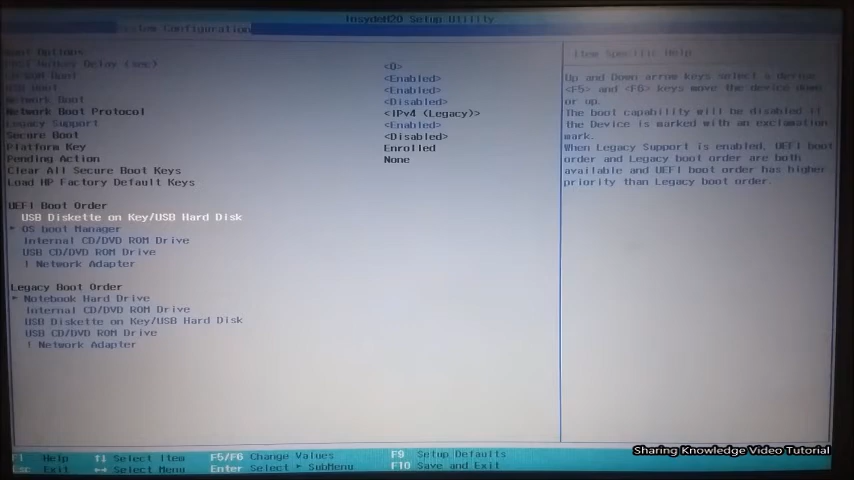 InsydeH20 Setup Utility
System Configuration
Boot Options
Hotkey Delay (sec) <0>
Boot <Enabled>
USB Boot <Enabled>
Network Boot <Disabled>
Network Boot Protocol <IPv4 (Legacy)>
Legacy Support <Enabled>
Secure Boot <Disabled>
Platform Key Enrolled
Pending Action None
Clear All Secure Boot Keys
Load HP Factory Default Keys
UEFI Boot Order
USB Diskette on Key/USB Hard Disk
▸ OS boot Manager
Internal CD/DVD ROM Drive
USB CD/DVD ROM Drive
! Network Adapter
Legacy Boot Order
▸ Notebook Hard Drive
Internal CD/DVD ROM Drive
USB Diskette on Key/USB Hard Disk
USB CD/DVD ROM Drive
! Network Adapter
Item Specific Help
Up and Down arrow keys select a device.
<F5> and <F6> keys move the device down
or up.
The boot capability will be disabled if
the Device is marked with an exclamation
mark.
When Legacy Support is enabled, UEFI boot
order and Legacy boot order are both
available and UEFI boot order has higher
priority than Legacy boot order.
F1 Help ↑↓ Select Item F5/F6 Change Values F9 Setup Defaults
Esc Exit ↔ Select Menu Enter Select ▸ SubMenu F10 Save and Exit
Sharing Knowledge Video Tutorial